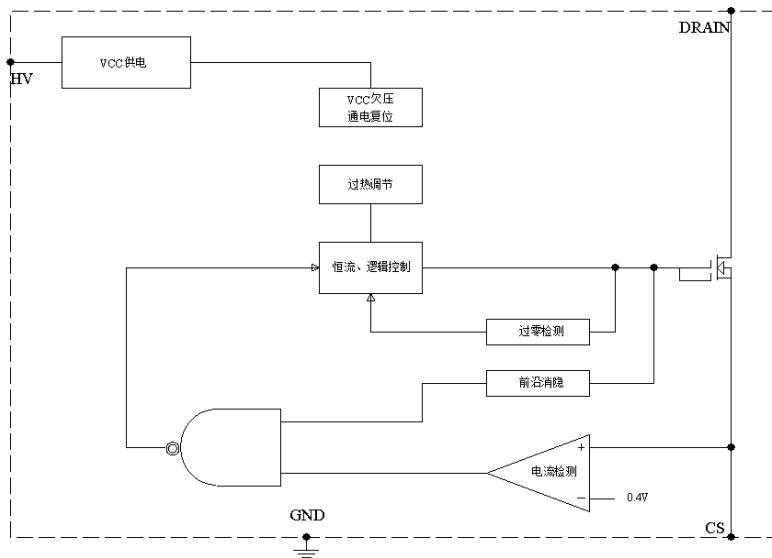 DRAIN
VCC供电
HV
VCC欠压
通电复位
过热调节
恒流、逻辑控制
过零检测
前沿消隐
+
电流检测
−
0.4V
GND
CS